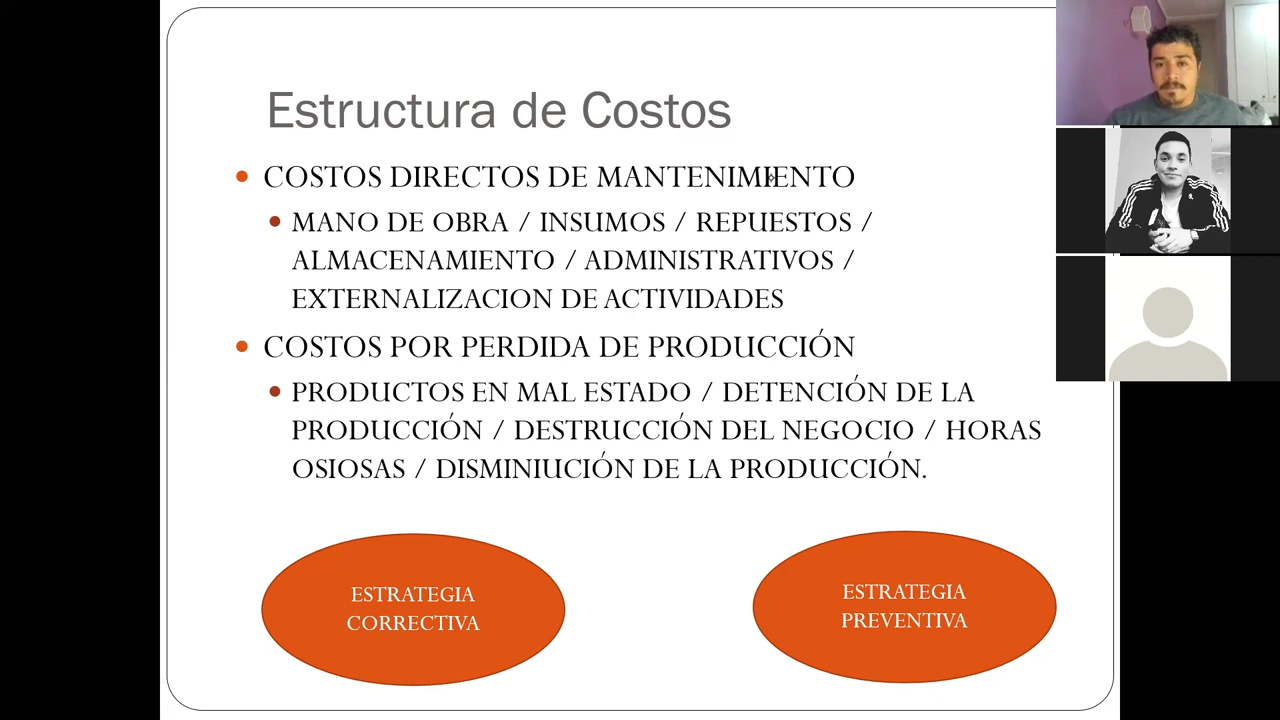 Estructura de Costos
COSTOS DIRECTOS DE MANTENIMIENTO
MANO DE OBRA / INSUMOS / REPUESTOS /
ALMACENAMIENTO / ADMINISTRATIVOS /
EXTERNALIZACION DE ACTIVIDADES
COSTOS POR PERDIDA DE PRODUCCIÓN
PRODUCTOS EN MAL ESTADO / DETENCIÓN DE LA
PRODUCCIÓN / DESTRUCCIÓN DEL NEGOCIO / HORAS
OSIOSAS / DISMINIUCIÓN DE LA PRODUCCIÓN.
ESTRATEGIA
CORRECTIVA
ESTRATEGIA
PREVENTIVA